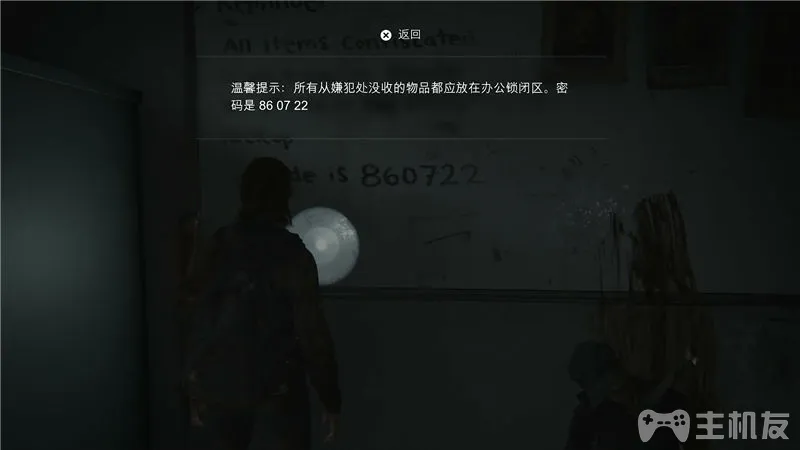 Reminder
返回
All Items Confiscated
温馨提示：所有从嫌犯处没收的物品都应放在办公锁闭区。密
码是 86 07 22
is 860722
主机友